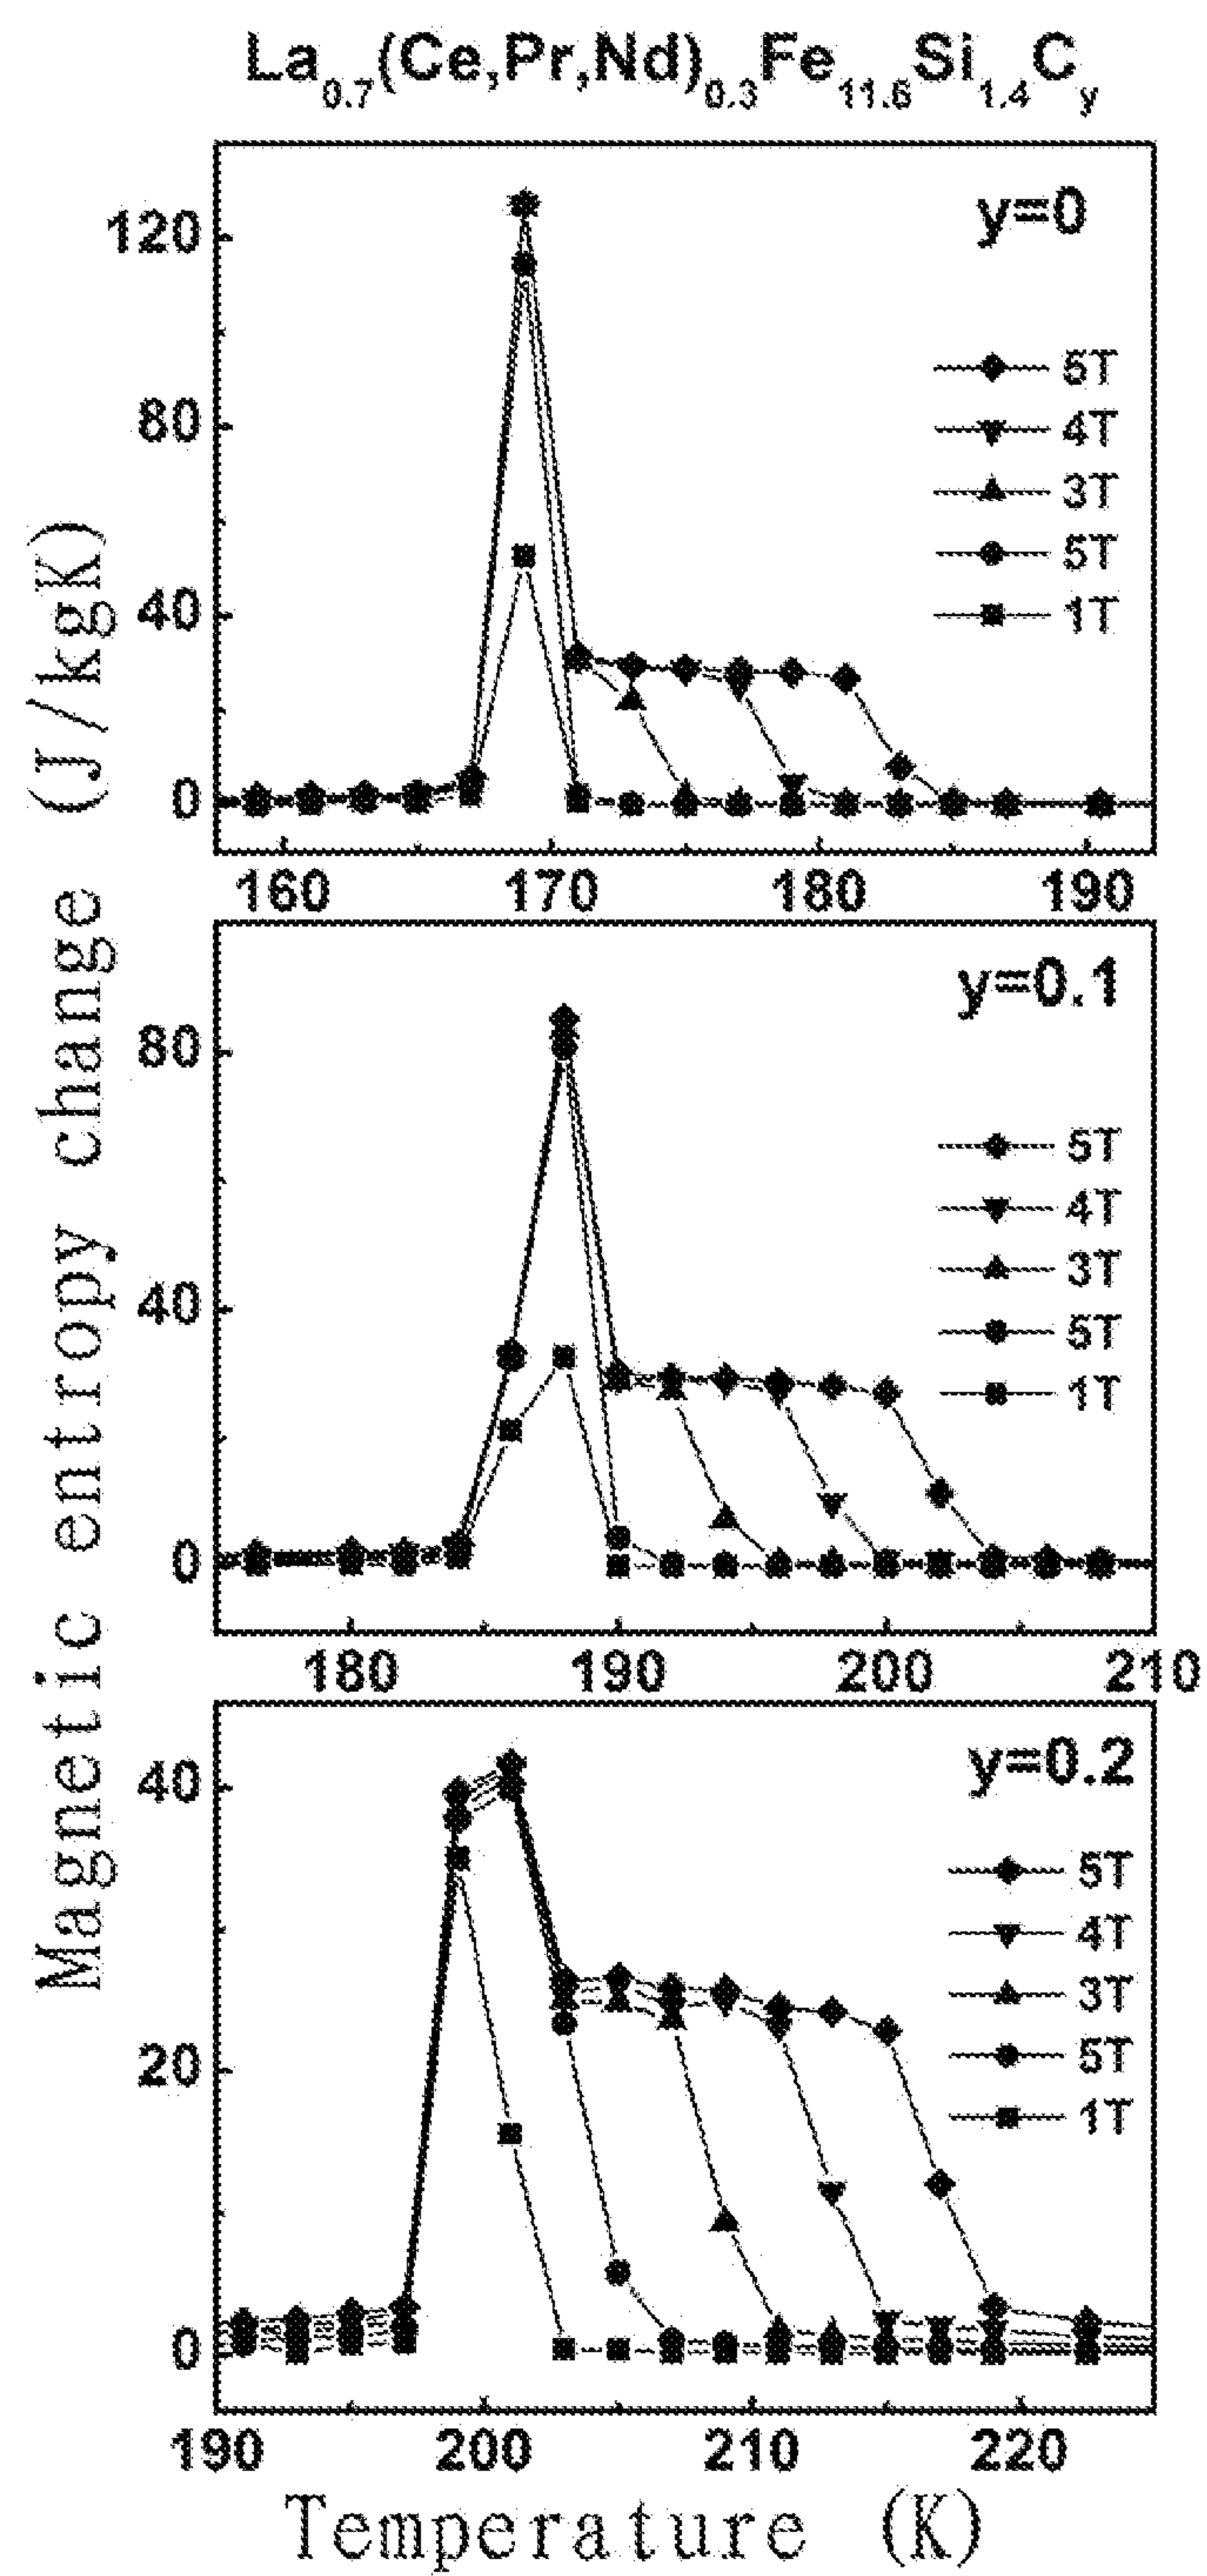 La0.7(Ce,Pr,Nd)0.3Fe11.6Si1.4Cy
Magnetic entropy change (J/kgK)
y=0
120
80
40
0
5T
4T
3T
5T
1T
160 170 180 190
y=0.1
80
40
0
5T
4T
3T
5T
1T
180 190 200 210
y=0.2
40
20
0
5T
4T
3T
5T
1T
190 200 210 220
Temperature (K)